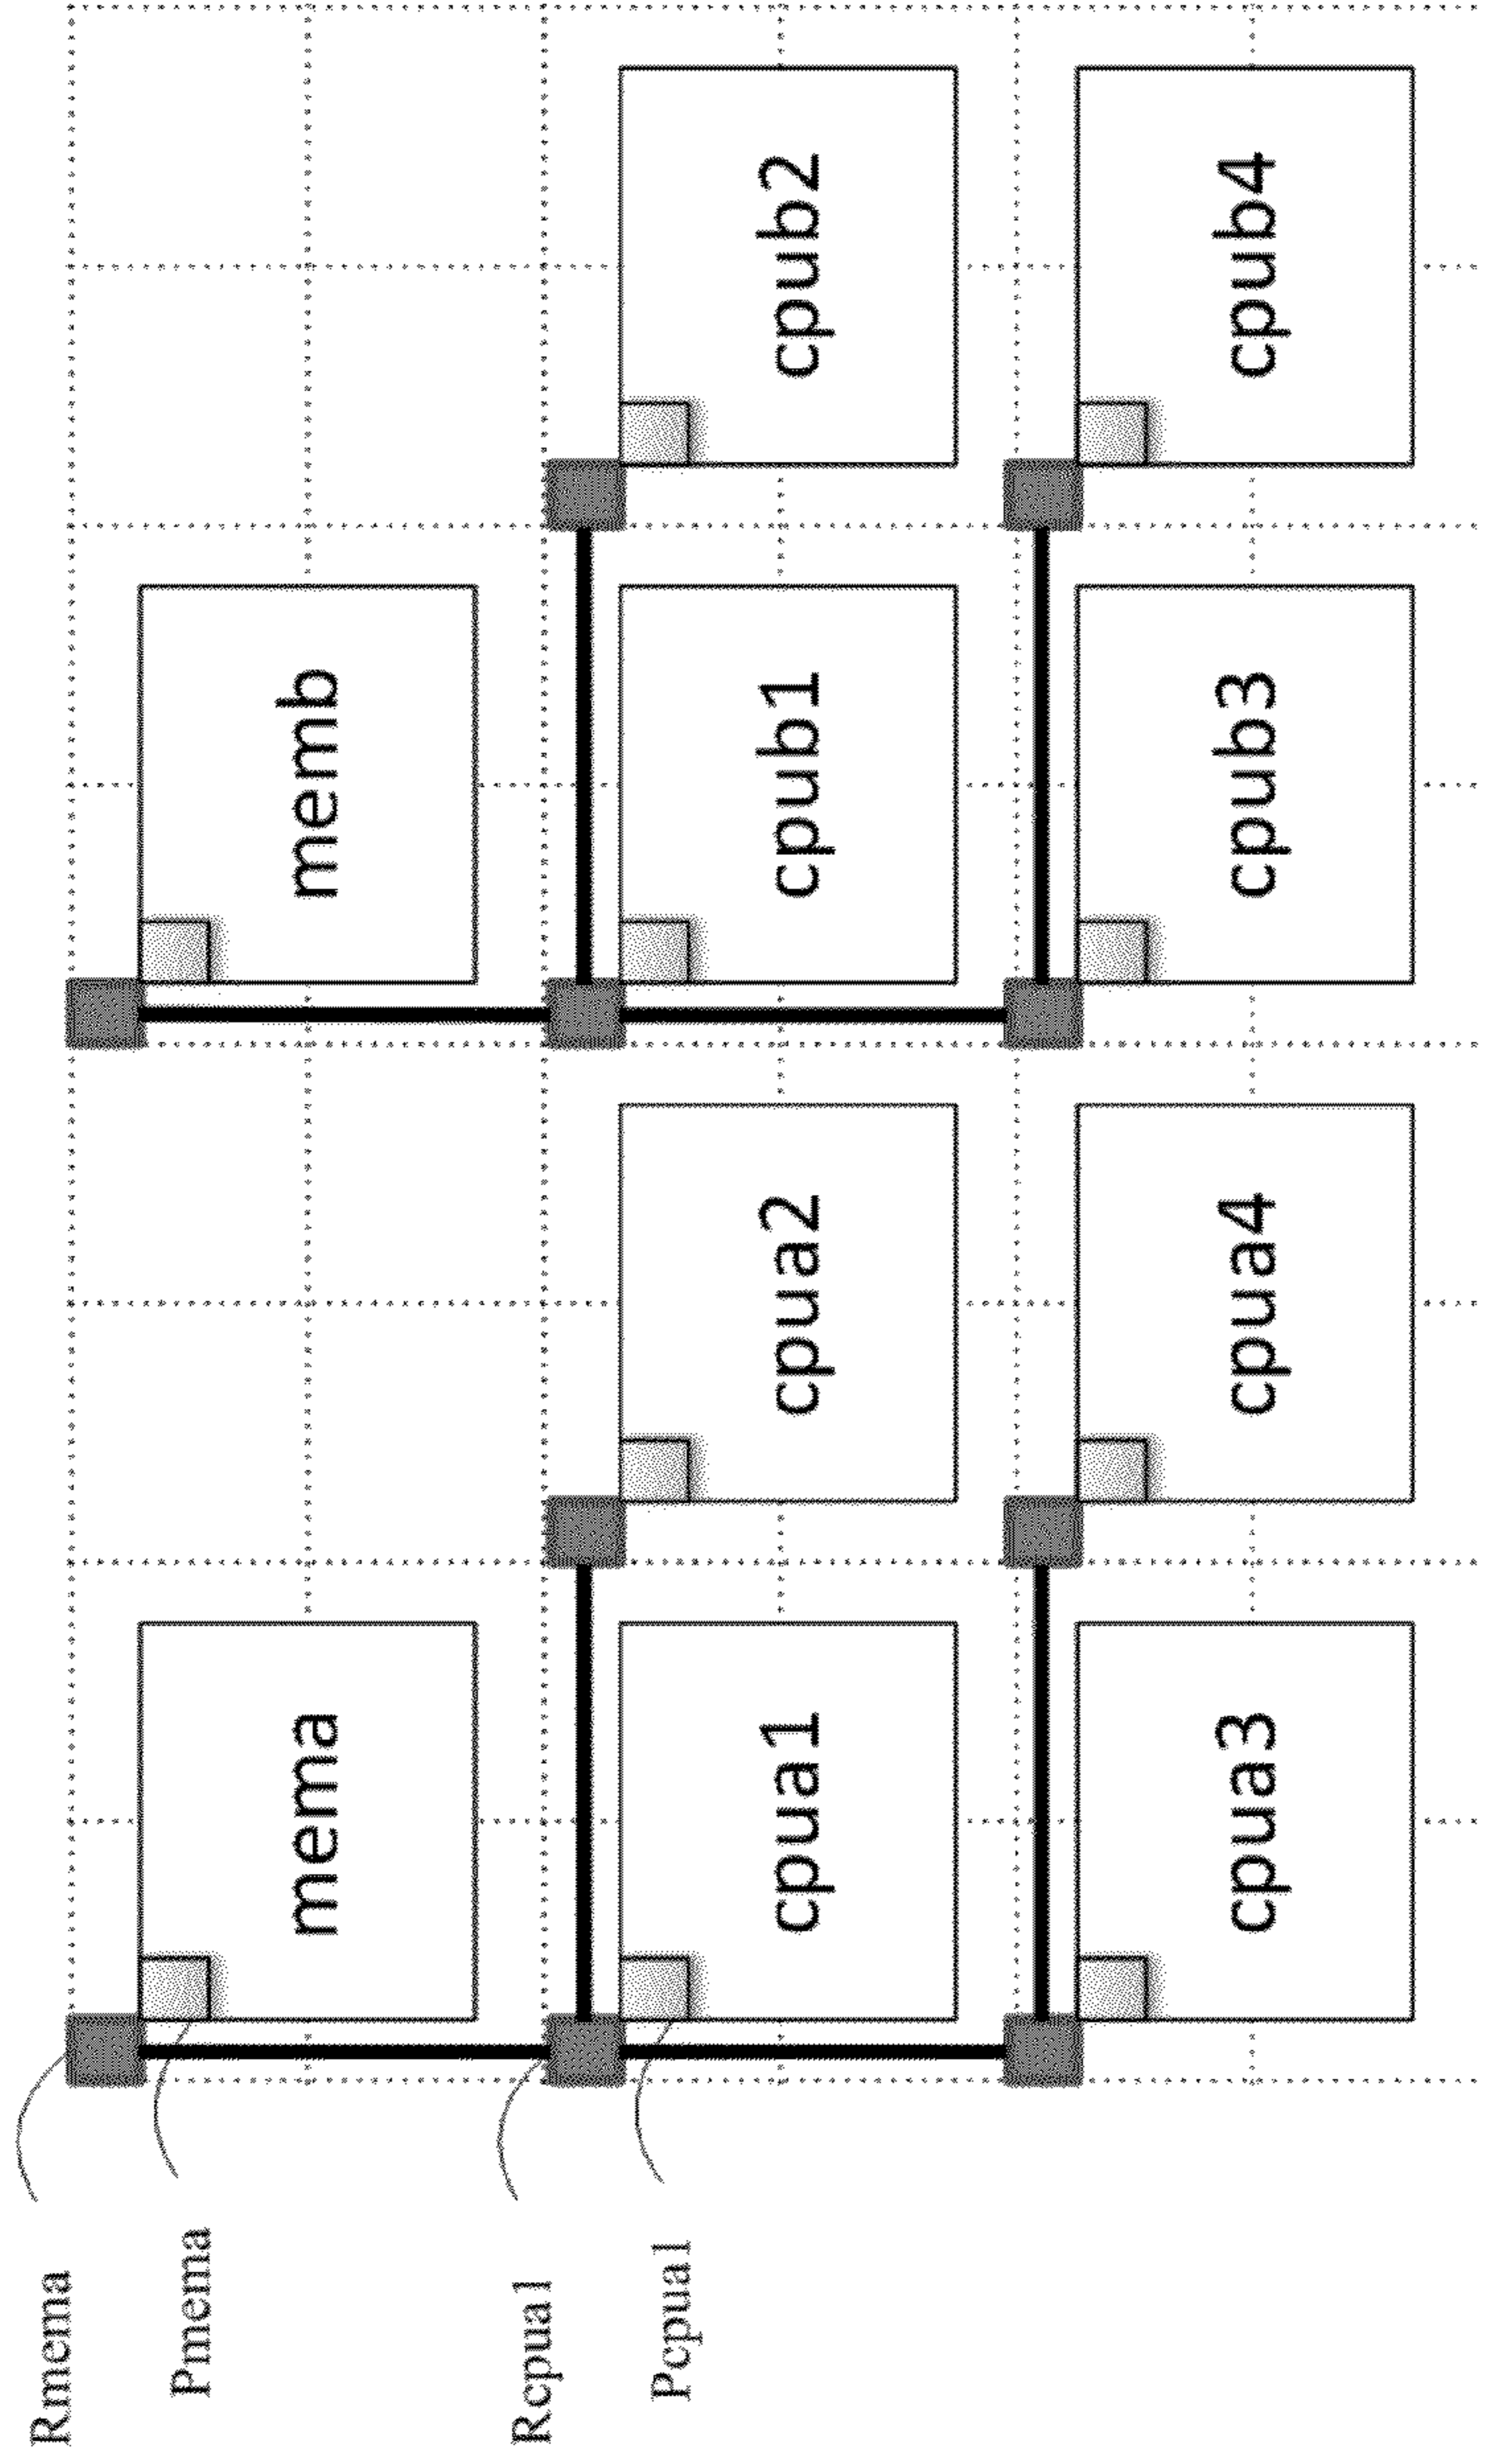 Rmema
Pmema
mema memb
Rcpua1
Pcpua1
cpua1 cpua2 cpub1 cpub2
cpua3 cpua4 cpub3 cpub4